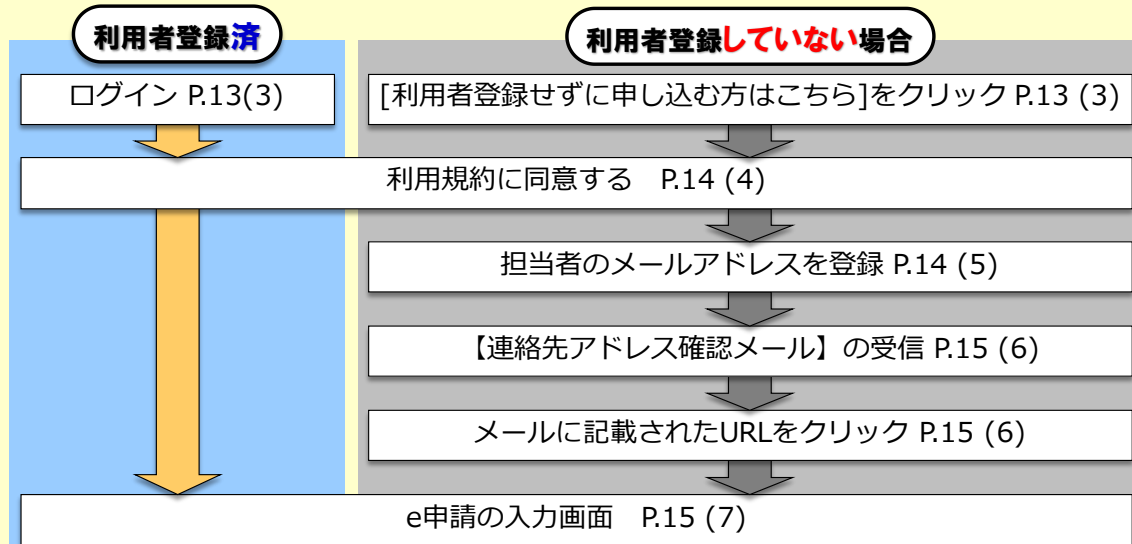 利用者登録済
利用者登録していない場合
ログイン P.13(3)
[利用者登録せずに申し込む方はこちら]をクリック P.13 (3)
利用規約に同意する　P.14 (4)
担当者のメールアドレスを登録 P.14 (5)
【連絡先アドレス確認メール】の受信 P.15 (6)
メールに記載されたURLをクリック P.15 (6)
e申請の入力画面　P.15 (7)